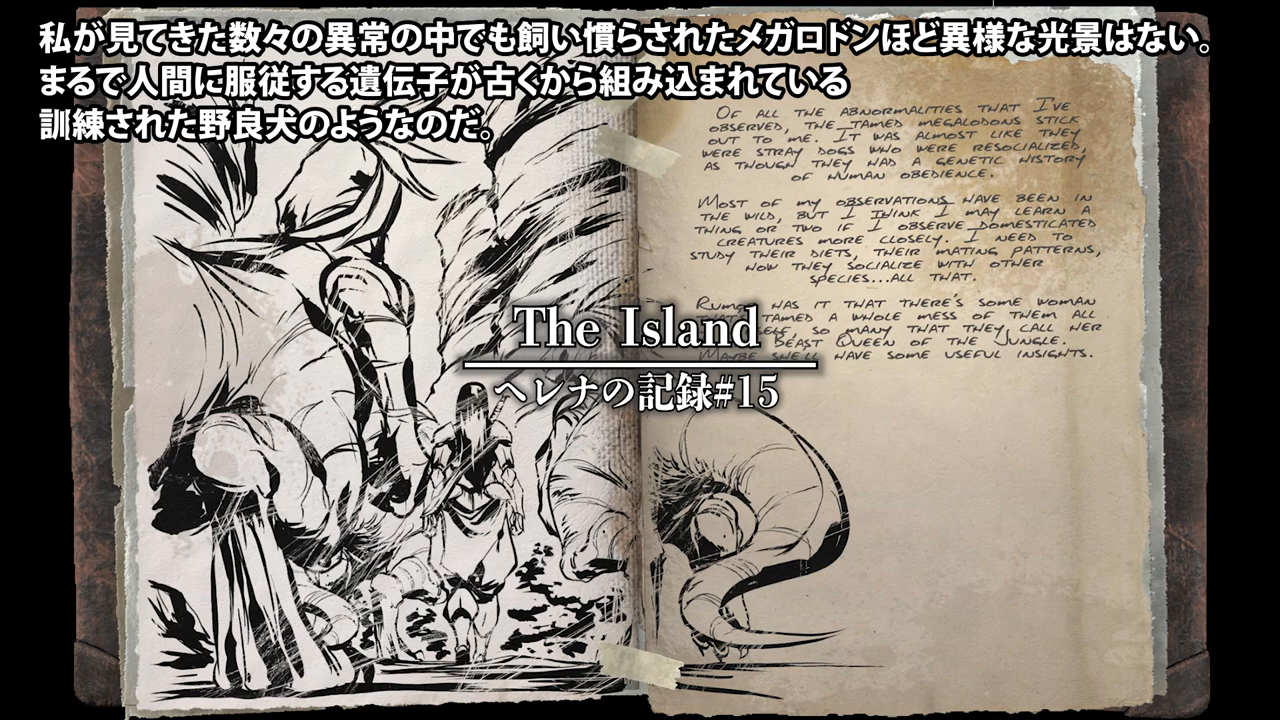 私が見てきた数々の異常の中でも飼い慣らされたメガロドンほど異様な光景はない。
まるで人間に服従する遺伝子が古くから組み込まれている
訓練された野良犬のようなのだ。
OF ALL THE ABNORMALITIES THAT I'VE
OBSERVED, THE TAMED MEGALODONS STICK
OUT TO ME. IT WAS ALMOST LIKE THEY
WERE STRAY DOGS WHO WERE RESOCIALIZED,
AS THOUGH THEY HAD A GENETIC HISTORY
OF HUMAN OBEDIENCE.
MOST OF MY OBSERVATIONS HAVE BEEN IN
THE WILD, BUT I THINK I MAY LEARN A
THING OR TWO IF I OBSERVE DOMESTICATED
CREATURES MORE CLOSELY. I NEED TO
STUDY THEIR DIETS, THEIR MATING PATTERNS,
HOW THEY SOCIALIZE WITH OTHER
SPECIES...ALL THAT.
HAS IT THAT THERE'S SOME WOMAN
TAMED A WHOLE MESS OF THEM ALL
SO MANY THAT THEY CALL HER
BEAST QUEEN OF THE JUNGLE.
MAYBE SHE'LL HAVE SOME USEFUL INSIGHTS.
The Island
ヘレナの記録#15